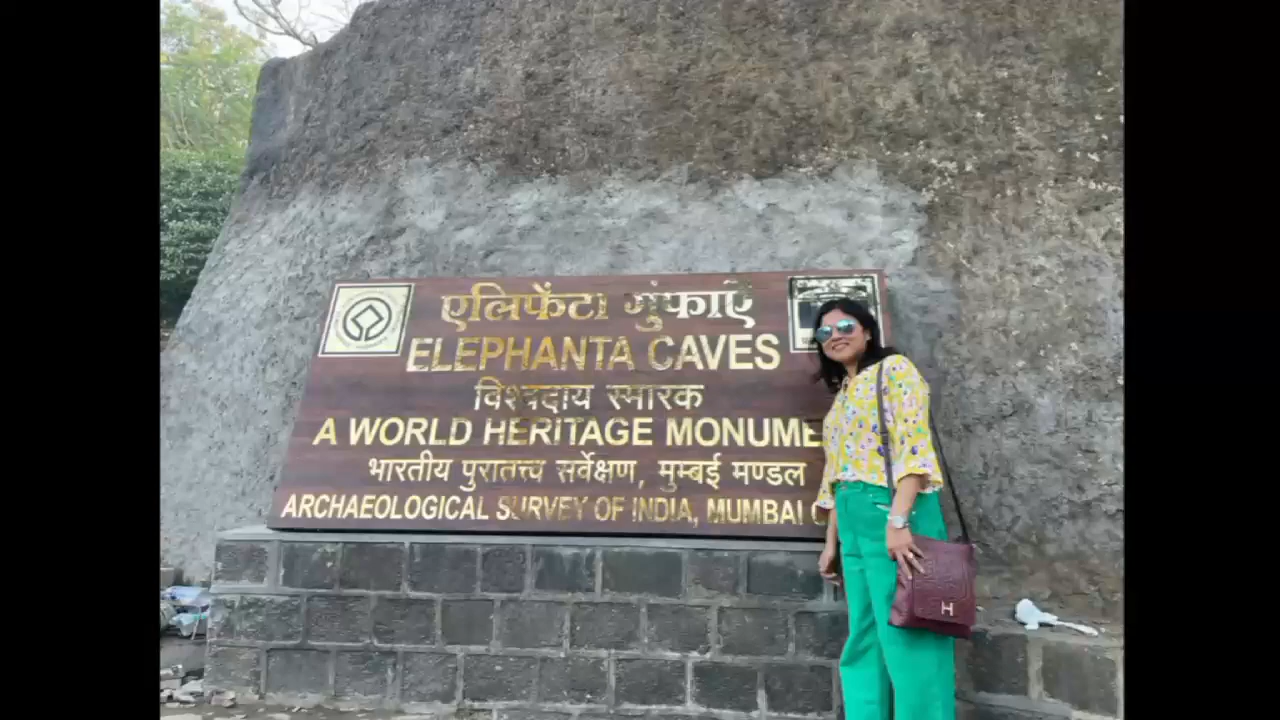 एलिफेंटा गुंफाऐं
ELEPHANTA CAVES
विश्वदाय स्मारक
A WORLD HERITAGE
भारतीय पुरातत्त्व सर्वेक्षण, मुम्बई मण्डल
ARCHAEOLOGICAL SURVEY OF INDIA, MUMBAI
H